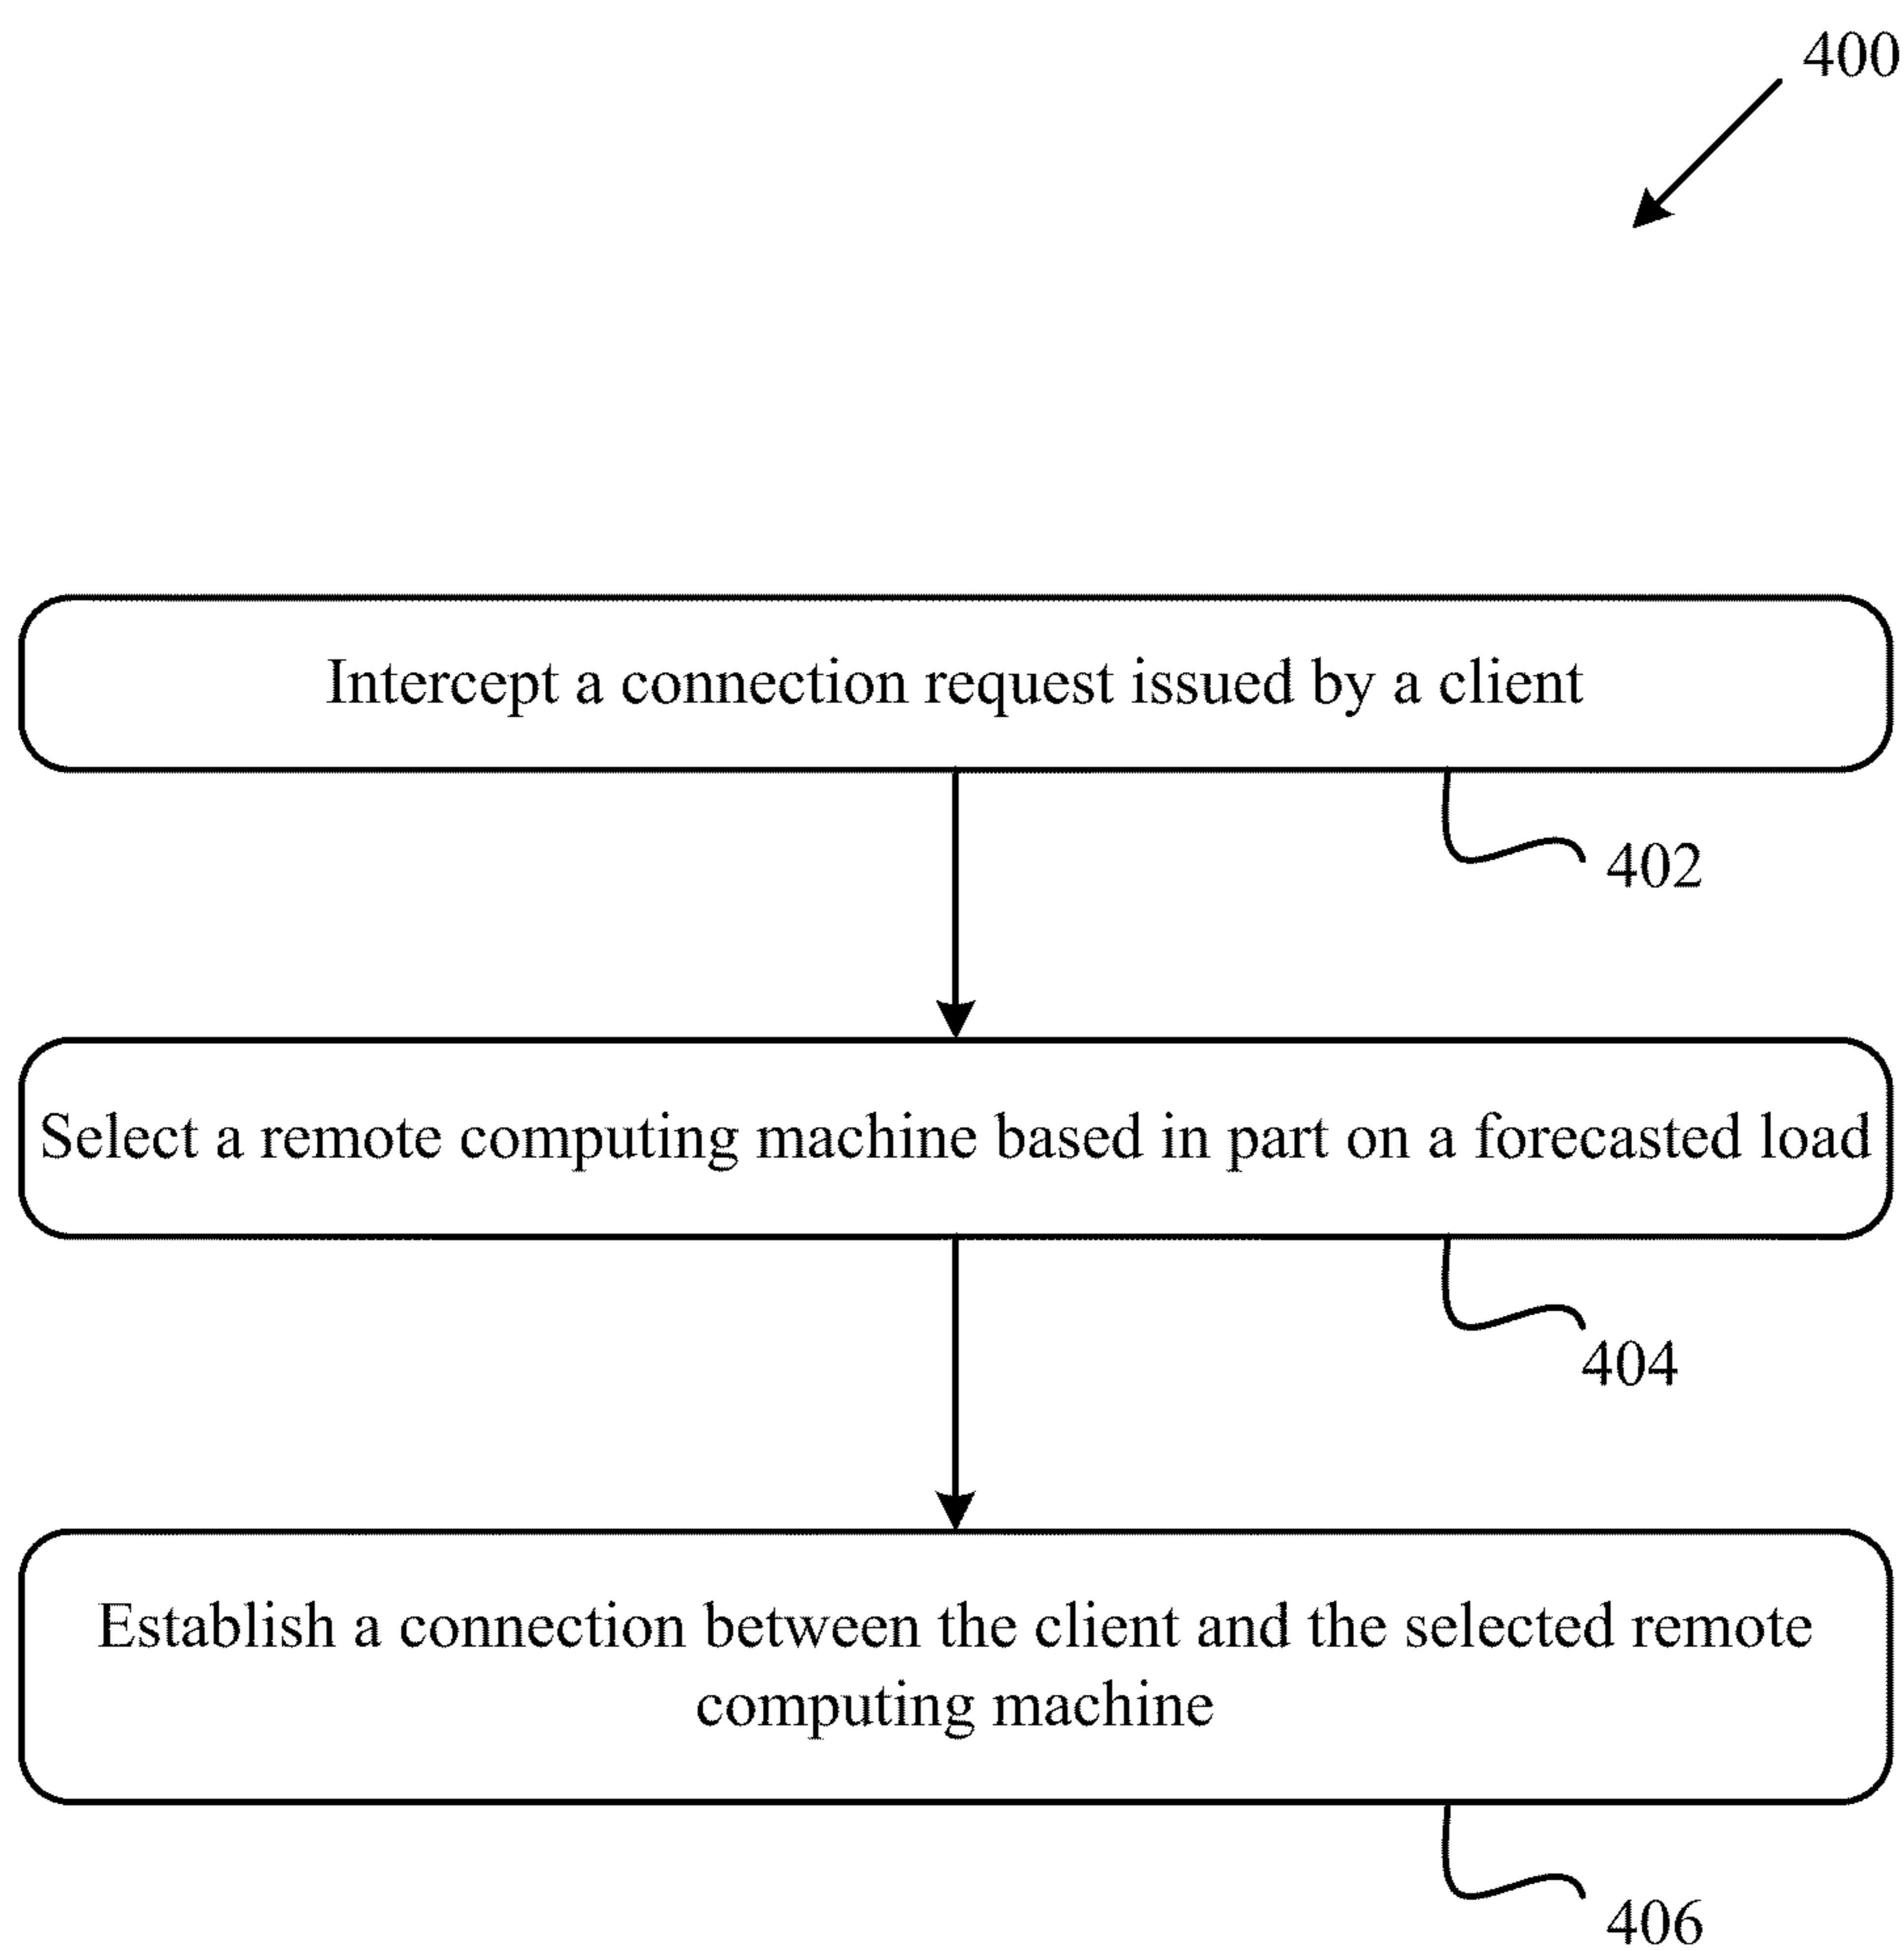 400
Intercept a connection request issued by a client
402
Select a remote computing machine based in part on a forecasted load
404
Establish a connection between the client and the selected remote
computing machine
406